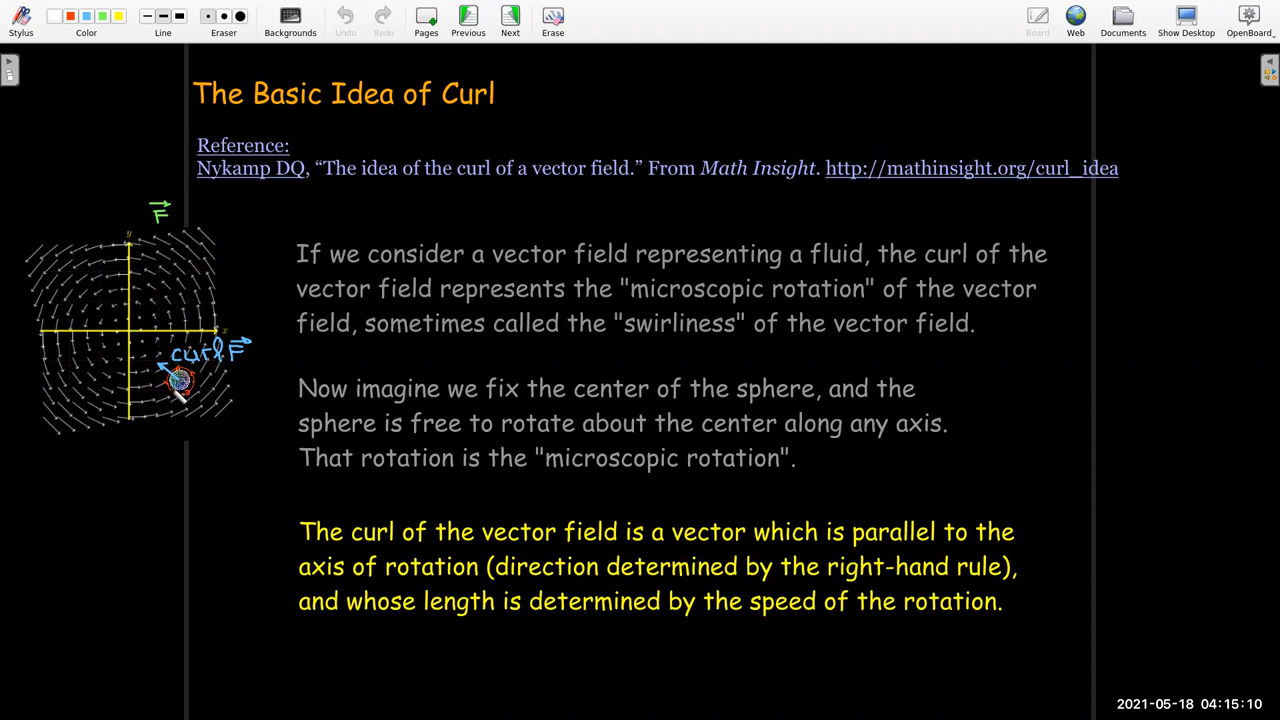 Stylus
Color
Line
Eraser
Backgrounds
Undo
Redo
Pages
Previous
Next
Erase
Board
Web
Documents
Show Desktop
OpenBoard
The Basic Idea of Curl
Reference:
Nykamp DQ, “The idea of the curl of a vector field.” From Math Insight. http://mathinsight.org/curl_idea
F
y
x
curl F
If we consider a vector field representing a fluid, the curl of the
vector field represents the "microscopic rotation" of the vector
field, sometimes called the "swirliness" of the vector field.
Now imagine we fix the center of the sphere, and the
sphere is free to rotate about the center along any axis.
That rotation is the "microscopic rotation".
The curl of the vector field is a vector which is parallel to the
axis of rotation (direction determined by the right-hand rule),
and whose length is determined by the speed of the rotation.
2021-05-18 04:15:10